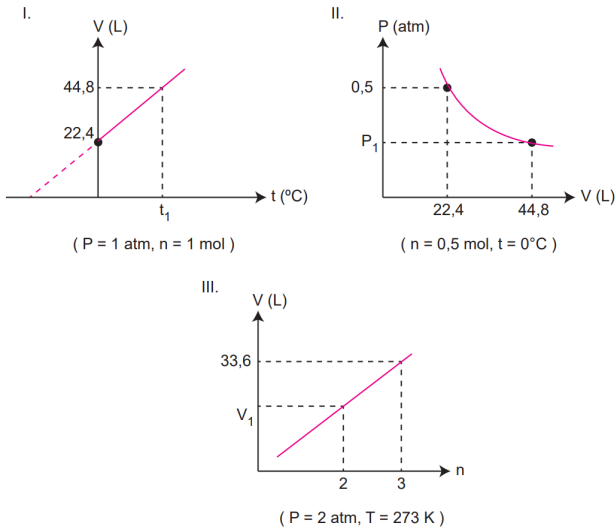 I.
V (L)
44,8
22,4
t₁
t (ºC)
( P = 1 atm, n = 1 mol )
II.
P (atm)
0,5
P₁
22,4
44,8
V (L)
( n = 0,5 mol, t = 0°C )
III.
V (L)
33,6
V₁
2
3
n
( P = 2 atm, T = 273 K )